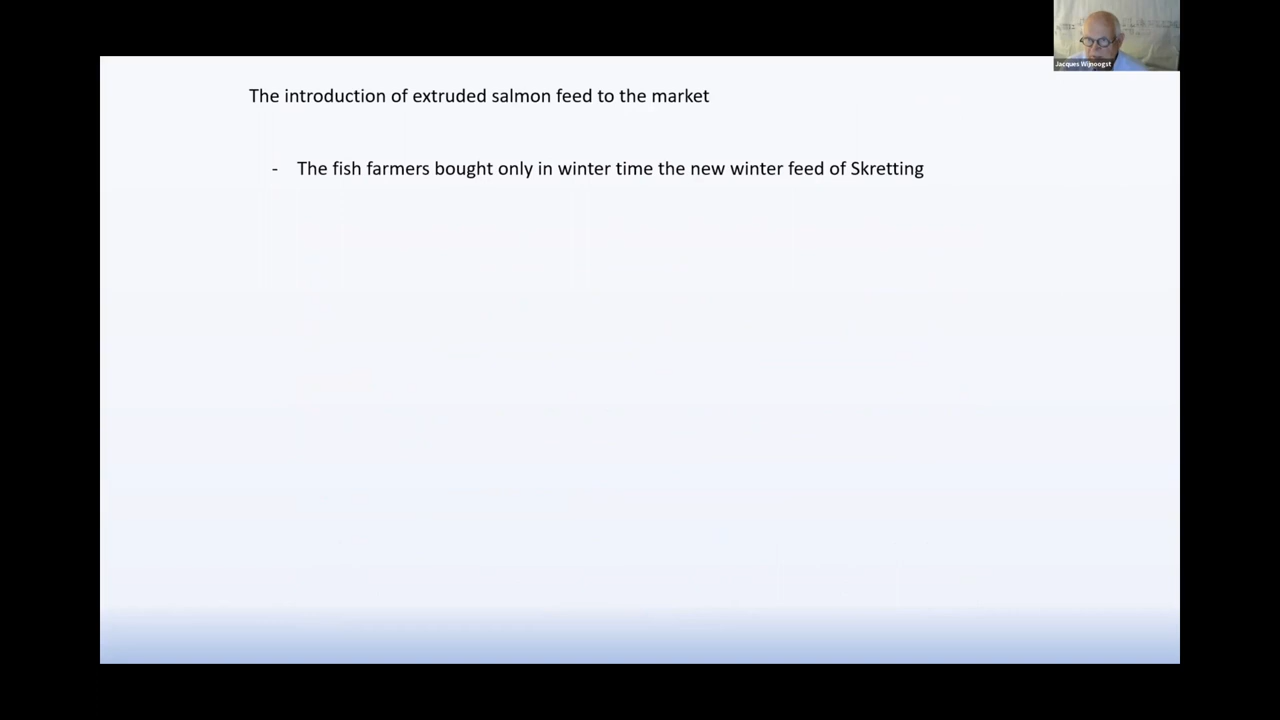 Jacques Wijnoogst
The introduction of extruded salmon feed to the market
- The fish farmers bought only in winter time the new winter feed of Skretting